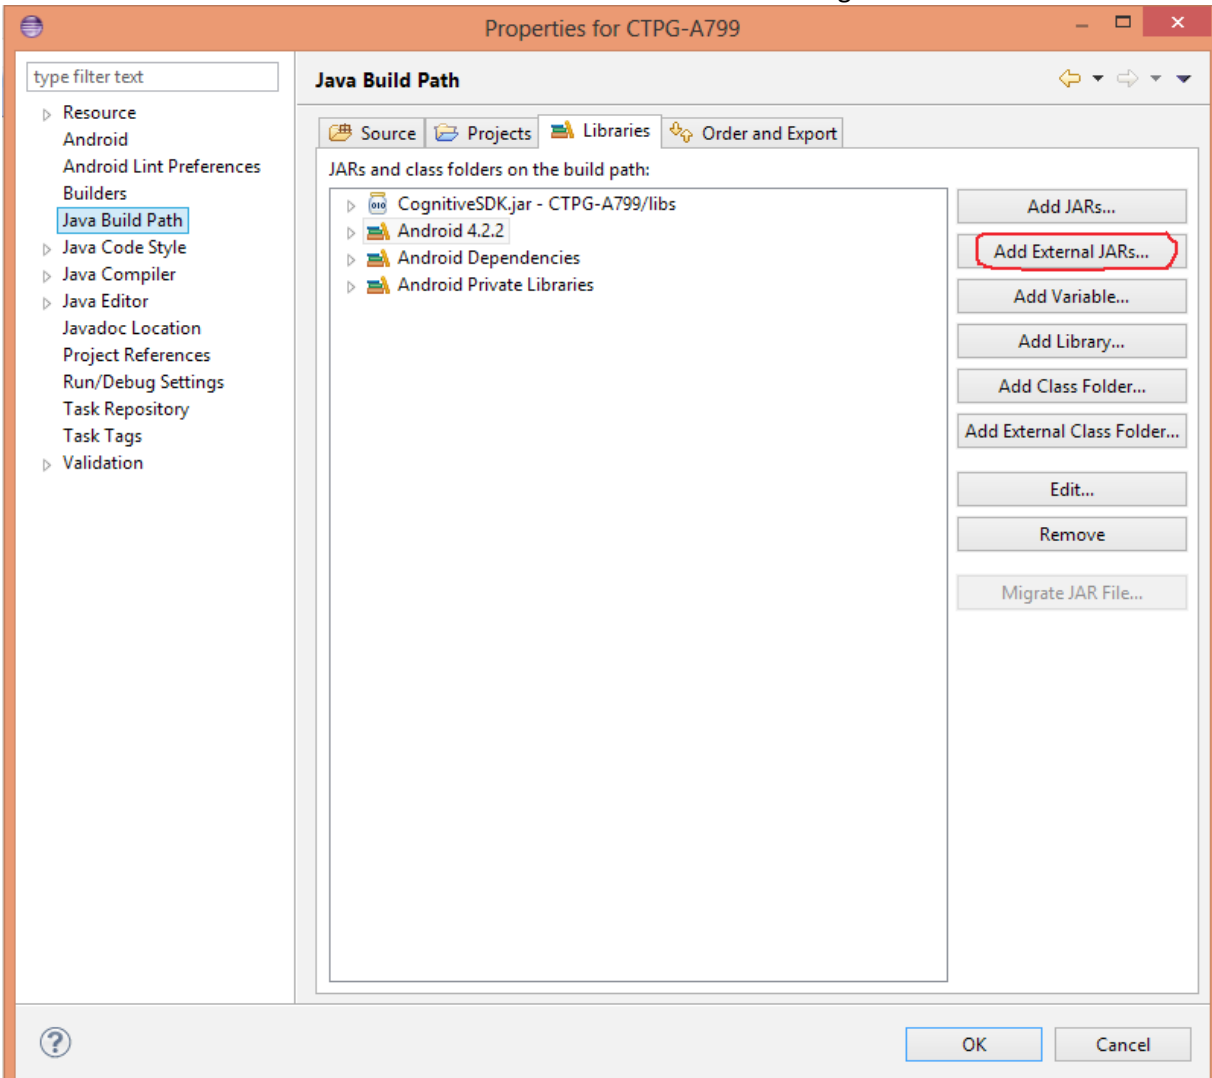 Properties for CTPG-A799
type filter text
Resource
Android
Android Lint Preferences
Builders
Java Build Path
Java Code Style
Java Compiler
Java Editor
Javadoc Location
Project References
Run/Debug Settings
Task Repository
Task Tags
Validation
Java Build Path
Source
Projects
Libraries
Order and Export
JARs and class folders on the build path:
CognitiveSDK.jar - CTPG-A799/libs
Android 4.2.2
Android Dependencies
Android Private Libraries
Add JARs...
Add External JARs...
Add Variable...
Add Library...
Add Class Folder...
Add External Class Folder...
Edit...
Remove
Migrate JAR File...
OK
Cancel